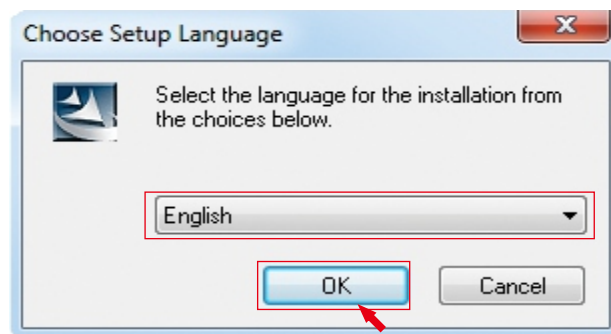 Choose Setup Language
Select the language for the installation from
the choices below.
English
OK
Cancel